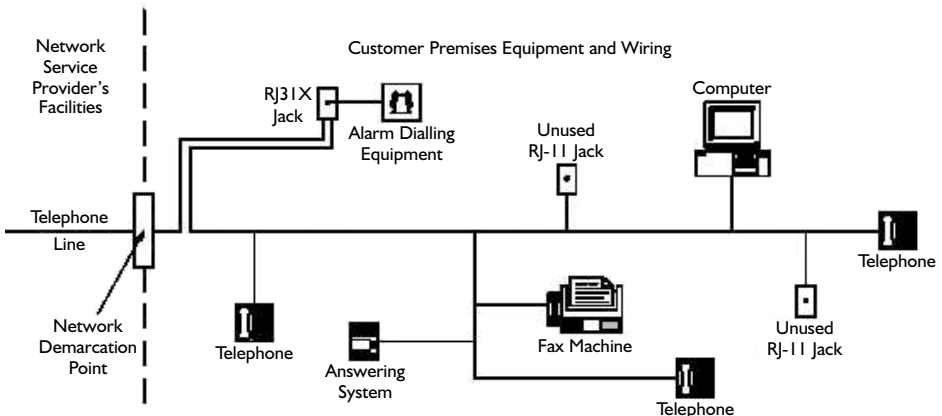 Network
Service
Provider's
Facilities
Customer Premises Equipment and Wiring
RJ31X
Jack
Alarm Dialling
Equipment
Unused
RJ-11 Jack
Computer
Telephone
Line
Telephone
Network
Demarcation
Point
Telephone
Answering
System
Fax Machine
Unused
RJ-11 Jack
Telephone